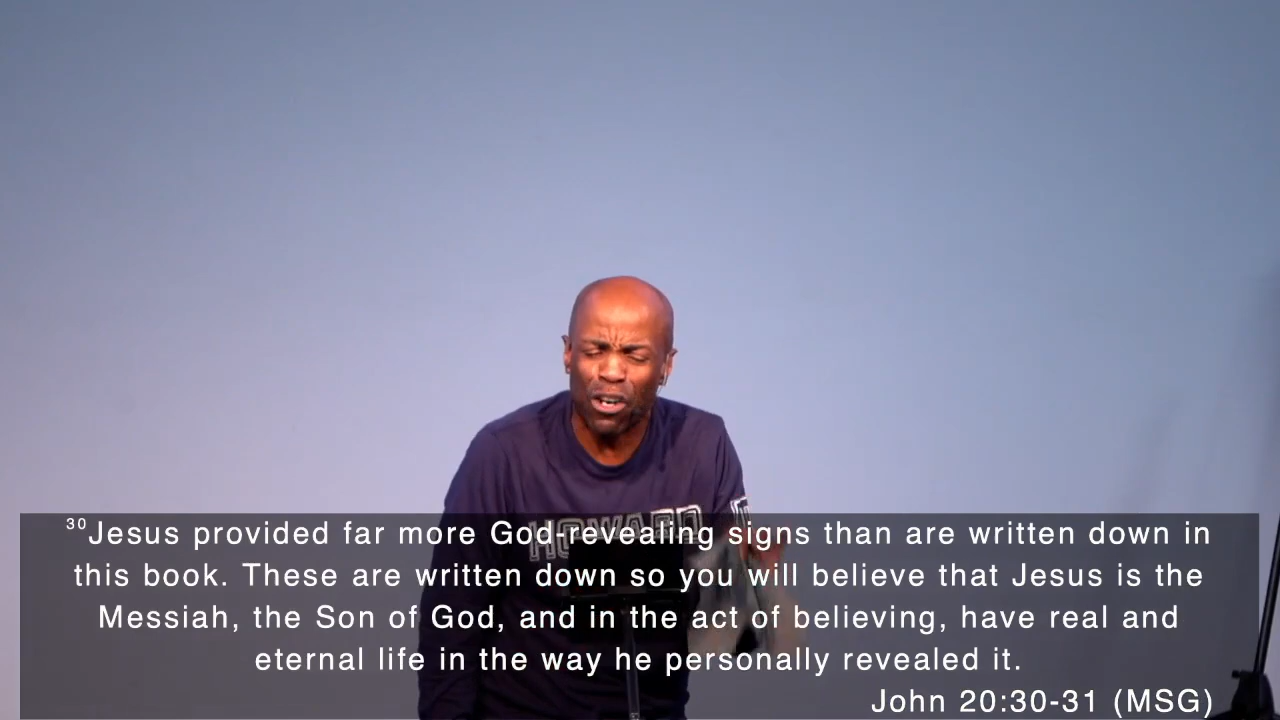 HOWARD
³⁰Jesus provided far more God-revealing signs than are written down in
this book. These are written down so you will believe that Jesus is the
Messiah, the Son of God, and in the act of believing, have real and
eternal life in the way he personally revealed it.
John 20:30-31 (MSG)